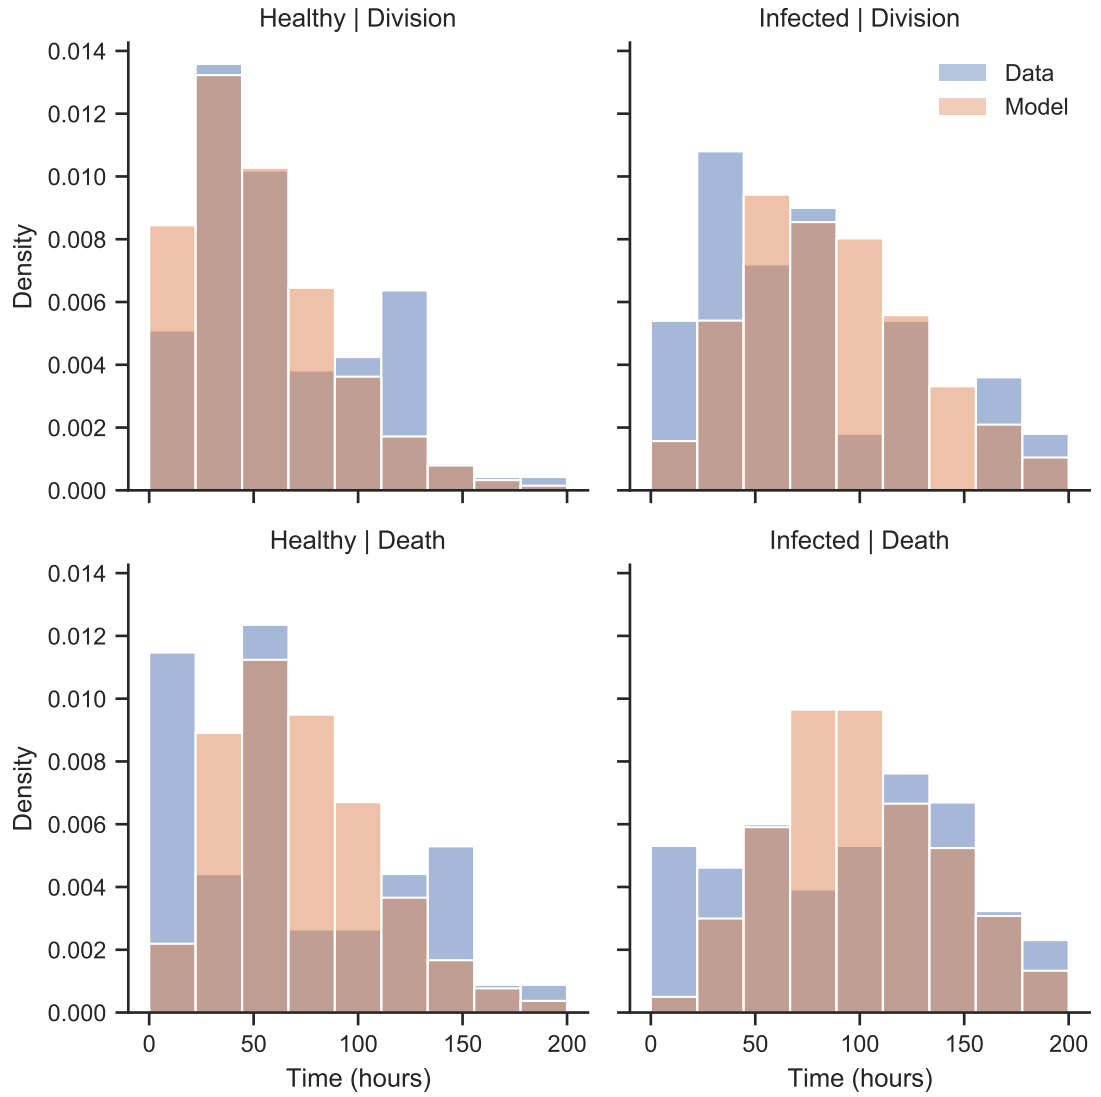 Healthy | Division
Infected | Division
0.014
0.012
0.010
0.008
0.006
0.004
0.002
0.000
Density
Data
Model
Healthy | Death
Infected | Death
0.014
0.012
0.010
0.008
0.006
0.004
0.002
0.000
Density
0 50 100 150 200
0 50 100 150 200
Time (hours)
Time (hours)